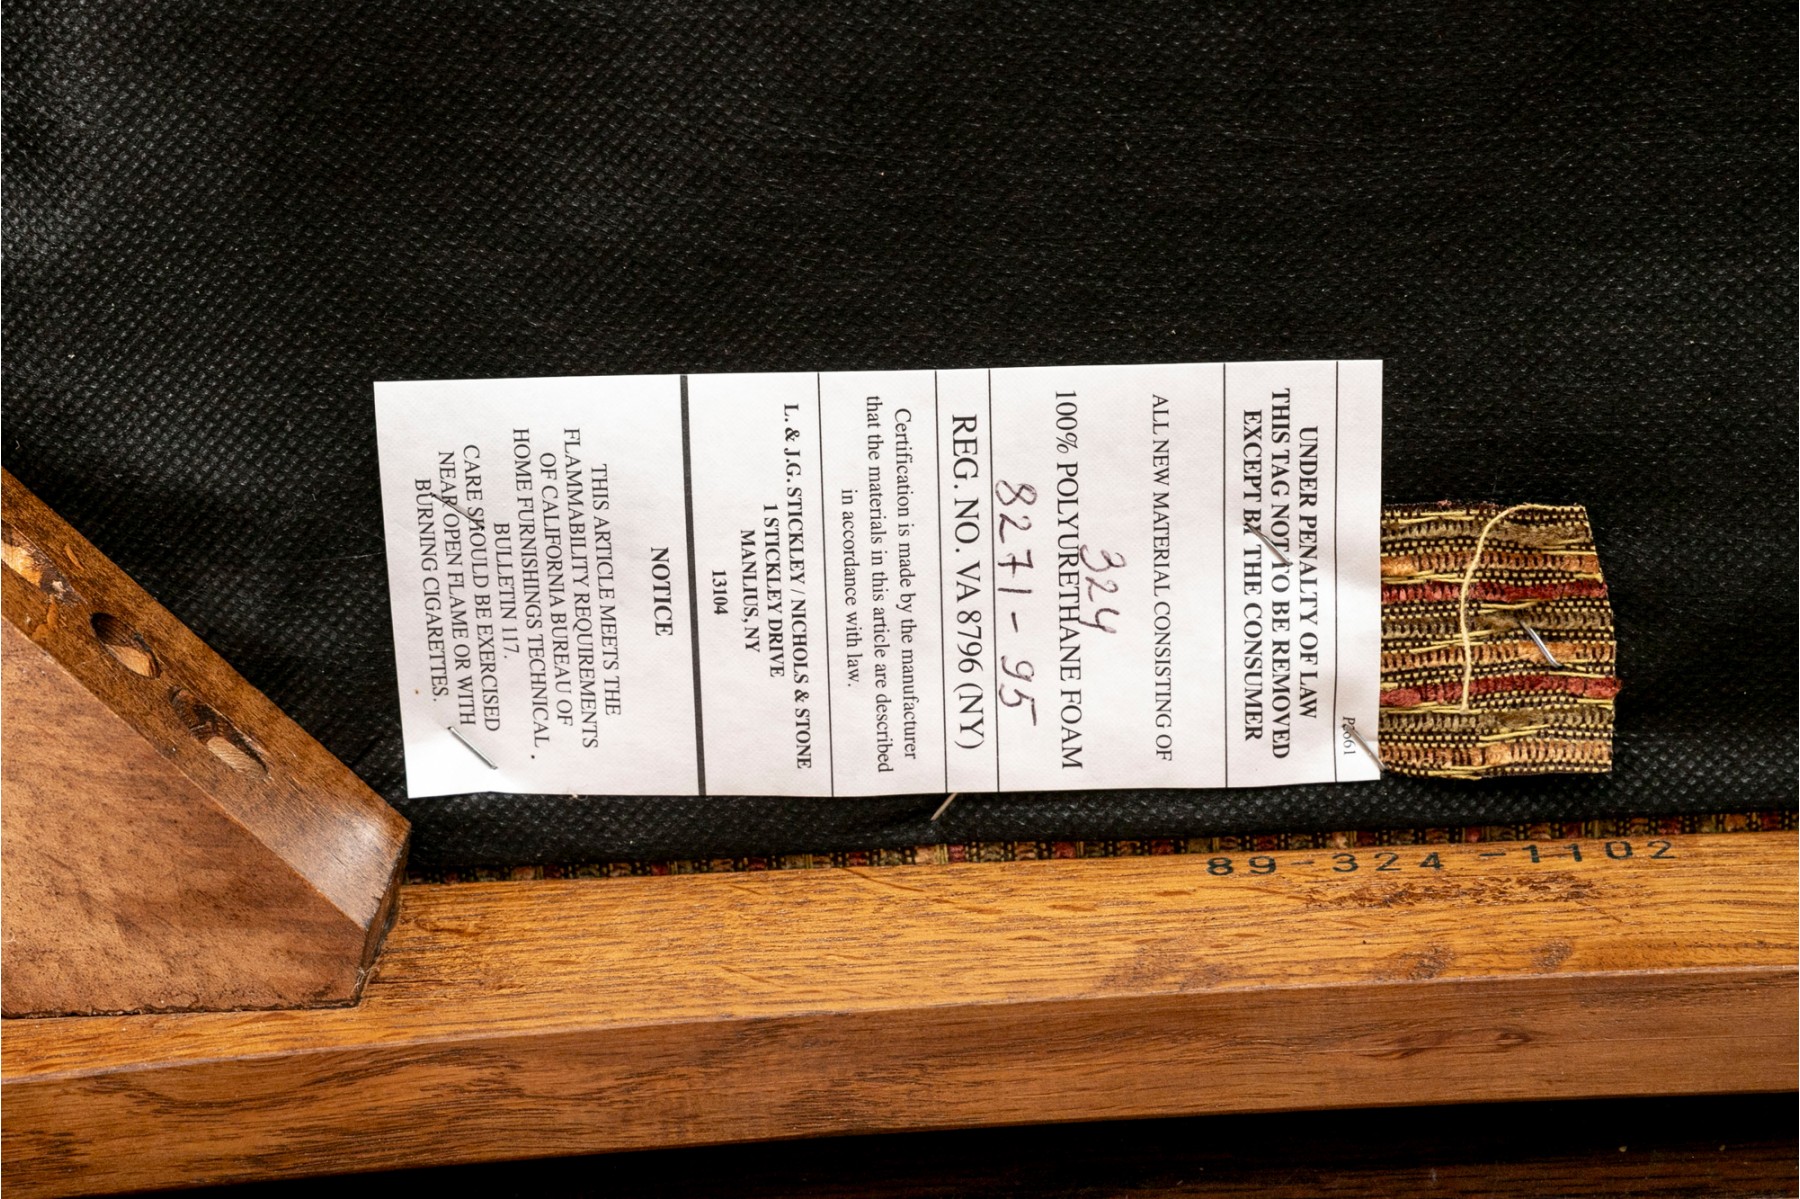 P2661
UNDER PENALTY OF LAW
THIS TAG NOT TO BE REMOVED
EXCEPT BY THE CONSUMER
ALL NEW MATERIAL CONSISTING OF
324
100% POLYURETHANE FOAM
8271-95
REG. NO. VA 8796 (NY)
Certification is made by the manufacturer
that the materials in this article are described
in accordance with law.
L. & J.G. STICKLEY / NICHOLS & STONE
1 STICKLEY DRIVE
MANLIUS, NY
13104
NOTICE
THIS ARTICLE MEETS THE
FLAMMABILITY REQUIREMENTS
OF CALIFORNIA BUREAU OF
HOME FURNISHINGS TECHNICAL
BULLETIN 117.
CARE SHOULD BE EXERCISED
NEAR OPEN FLAME OR WITH
BURNING CIGARETTES.
89-324-1102